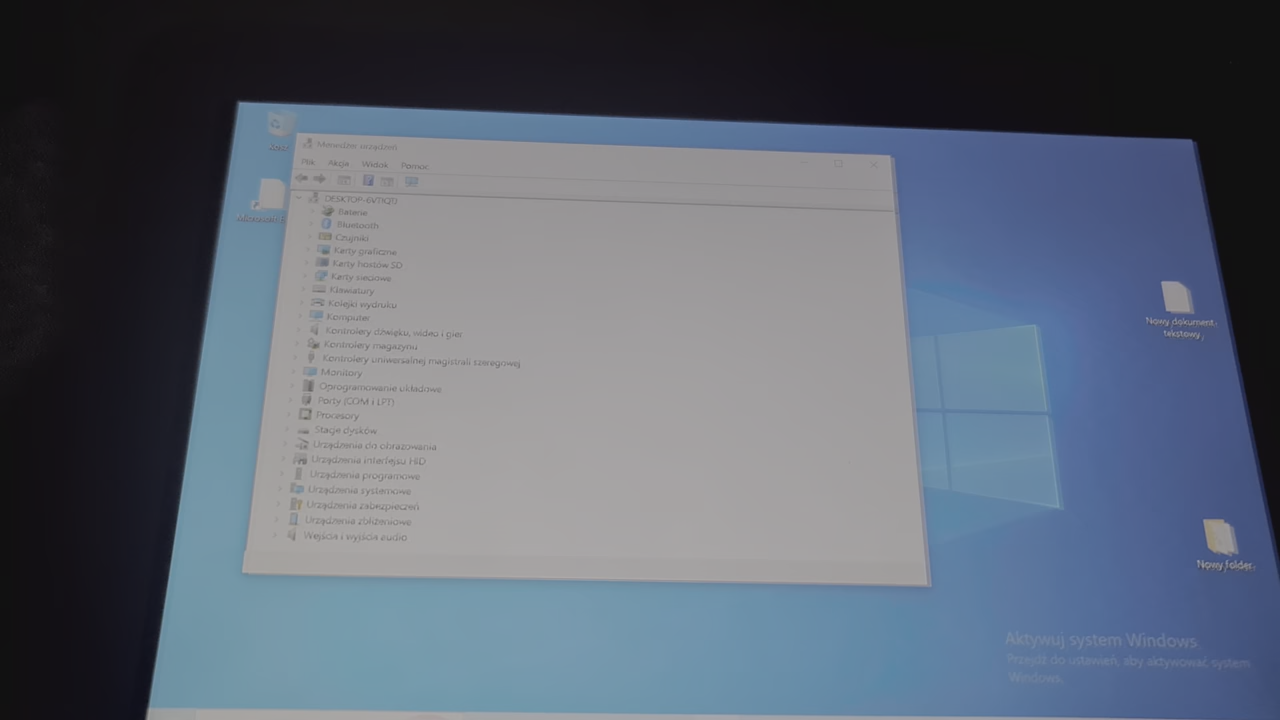 Kosz
Microsoft E
Menedżer urządzeń
Plik Akcja Widok Pomoc
Baterie
Bluetooth
Czujniki
Karty graficzne
Karty hostów SD
Karty sieciowe
Klawiatury
Kolejki wydruku
Komputer
Kontrolery dźwięku, wideo i gier
Kontrolery magazynu
Kontrolery uniwersalnej magistrali szeregowej
Monitory
Oprogramowanie układowe
Porty (COM i LPT)
Procesory
Stacje dysków
Urządzenia do obrazowania
Urządzenia interfejsu HID
Urządzenia programowe
Urządzenia systemowe
Urządzenia zabezpieczeń
Urządzenia zbliżeniowe
Wejścia i wyjścia audio
Nowy dokument
tekstowy
Nowy folder
Aktywuj system Windows
Przejdź do ustawień, aby aktywować system
Windows.